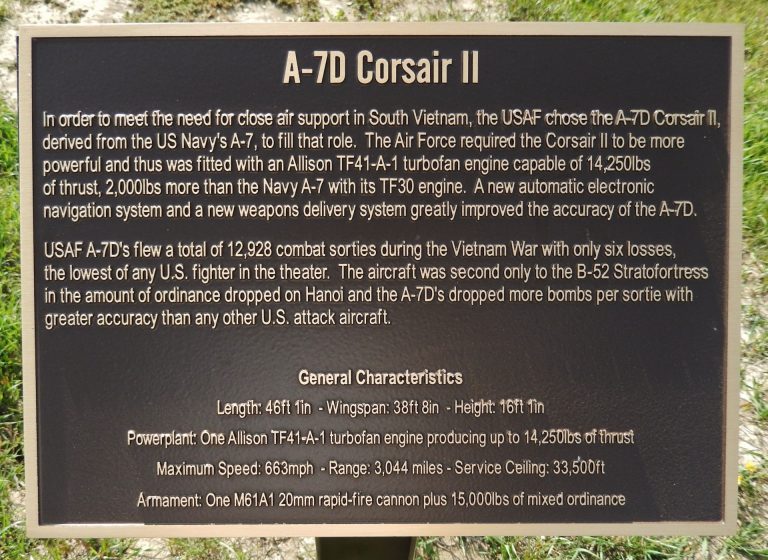 A-7D Corsair II
In order to meet the need for close air support in South Vietnam, the USAF chose the A-7D Corsair II,
derived from the US Navy's A-7, to fill that role. The Air Force required the Corsair II to be more
powerful and thus was fitted with an Allison TF41-A-1 turbofan engine capable of 14,250lbs
of thrust, 2,000lbs more than the Navy A-7 with its TF30 engine. A new automatic electronic
navigation system and a new weapons delivery system greatly improved the accuracy of the A-7D.
USAF A-7D's flew a total of 12,928 combat sorties during the Vietnam War with only six losses,
the lowest of any U.S. fighter in the theater. The aircraft was second only to the B-52 Stratofortress
in the amount of ordinance dropped on Hanoi and the A-7D's dropped more bombs per sortie with
greater accuracy than any other U.S. attack aircraft.
General Characteristics
Length: 46ft 1in - Wingspan: 38ft 8in - Height: 16ft 1in
Powerplant: One Allison TF41-A-1 turbofan engine producing up to 14,250lbs of thrust
Maximum Speed: 663mph - Range: 3,044 miles - Service Ceiling: 33,500ft
Armament: One M61A1 20mm rapid-fire cannon plus 15,000lbs of mixed ordinance